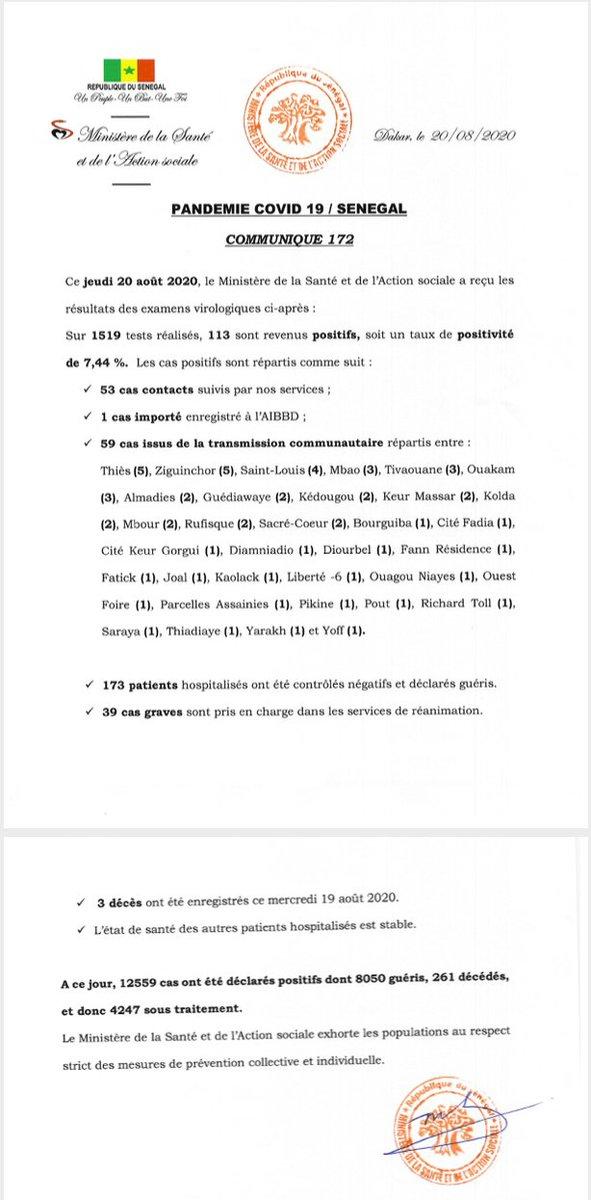 REPUBLIQUE DU SENEGAL
Un Peuple-Un But-Une Foi
Ministère de la Santé
et de l'Action sociale
République du Sénégal
MINISTÈRE DE LA SANTÉ ET DE L'ACTION SOCIALE
Dakar, le 20/08/2020
PANDEMIE COVID 19 / SENEGAL
COMMUNIQUE 172
Ce jeudi 20 août 2020, le Ministère de la Santé et de l'Action sociale a reçu les
résultats des examens virologiques ci-après :
Sur 1519 tests réalisés, 113 sont revenus positifs, soit un taux de positivité
de 7,44 %. Les cas positifs sont répartis comme suit :
✓ 53 cas contacts suivis par nos services ;
✓ 1 cas importé enregistré à l'AIBBD ;
✓ 59 cas issus de la transmission communautaire répartis entre :
Thiès (5), Ziguinchor (5), Saint-Louis (4), Mbao (3), Tivaouane (3), Ouakam
(3), Almadies (2), Guédiawaye (2), Kédougou (2), Keur Massar (2), Kolda
(2), Mbour (2), Rufisque (2), Sacré-Coeur (2), Bourguiba (1), Cité Fadia (1),
Cité Keur Gorgui (1), Diamniadio (1), Diourbel (1), Fann Résidence (1),
Fatick (1), Joal (1), Kaolack (1), Liberté -6 (1), Ouagou Niayes (1), Ouest
Foire (1), Parcelles Assainies (1), Pikine (1), Pout (1), Richard Toll (1),
Saraya (1), Thiadiaye (1), Yarakh (1) et Yoff (1).
✓ 173 patients hospitalisés ont été contrôlés négatifs et déclarés guéris.
✓ 39 cas graves sont pris en charge dans les services de réanimation.
✓ 3 décès ont été enregistrés ce mercredi 19 août 2020.
✓ L'état de santé des autres patients hospitalisés est stable.
A ce jour, 12559 cas ont été déclarés positifs dont 8050 guéris, 261 décédés,
et donc 4247 sous traitement.
Le Ministère de la Santé et de l'Action sociale exhorte les populations au respect
strict des mesures de prévention collective et individuelle.
République du
MINISTÈRE DE LA SANTÉ ET DE L'ACTION SOCIALE